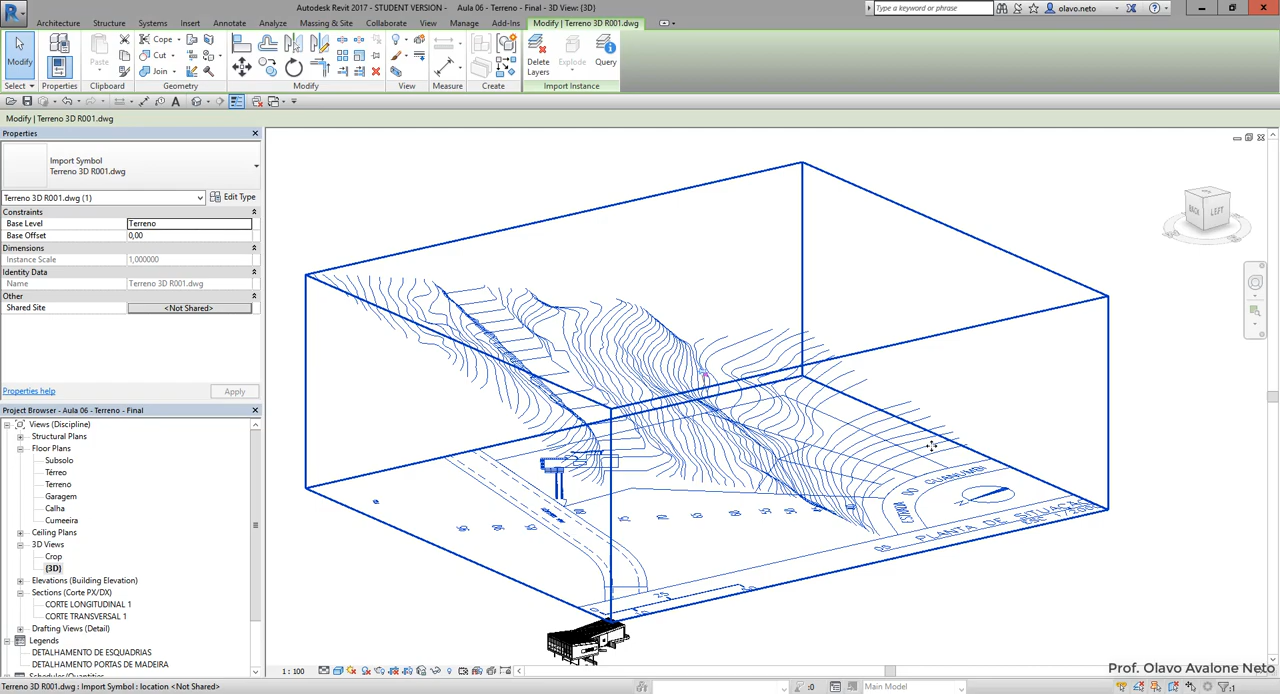 Autodesk Revit 2017 - STUDENT VERSION - Aula 06 - Terreno - Final - 3D View: {3D}
Type a keyword or phrase
olavo.neto
Architecture Structure Systems Insert Annotate Analyze Massing & Site Collaborate View Manage Add-Ins Modify | Terreno 3D R001.dwg
Modify
Paste
Cope
Cut
Join
Delete Layers
Explode
Query
Select Properties Clipboard Geometry Modify View Measure Create Import Instance
Modify | Terreno 3D R001.dwg
Properties
Import Symbol
Terreno 3D R001.dwg
Terreno 3D R001.dwg (1)
Edit Type
Constraints
Base Level Terreno
Base Offset 0,00
Dimensions
Instance Scale 1,000000
Identity Data
Name Terreno 3D R001.dwg
Other
Shared Site <Not Shared>
Properties help
Apply
Project Browser - Aula 06 - Terreno - Final
Views (Discipline)
Structural Plans
Floor Plans
Subsolo
Térreo
Terreno
Garagem
Calha
Cumeeira
Ceiling Plans
3D Views
Crop
{3D}
Elevations (Building Elevation)
Sections (Corte PX/DX)
CORTE LONGITUDINAL 1
CORTE TRANSVERSAL 1
Drafting Views (Detail)
Legends
DETALHAMENTO DE ESQUADRIAS
DETALHAMENTO PORTAS DE MADEIRA
Schedules/Quantities
BACK
LEFT
PLANTA DE SITUAÇÃO
1 : 100
Prof. Olavo Avalone Neto
Terreno 3D R001.dwg : Import Symbol : location <Not Shared>
:0
Main Model
:1